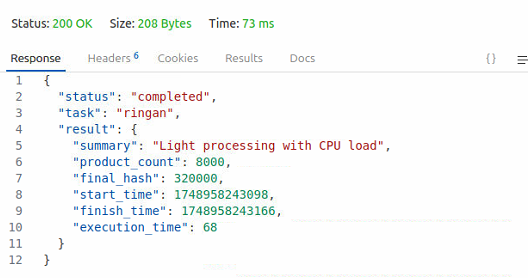 Status: 200 OK Size: 208 Bytes Time: 73 ms
Response Headers 6 Cookies Results Docs {}
1 {
2 "status": "completed",
3 "task": "ringan",
4 "result": {
5 "summary": "Light processing with CPU load",
6 "product_count": 8000,
7 "final_hash": 320000,
8 "start_time": 1748958243098,
9 "finish_time": 1748958243166,
10 "execution_time": 68
11 }
12 }